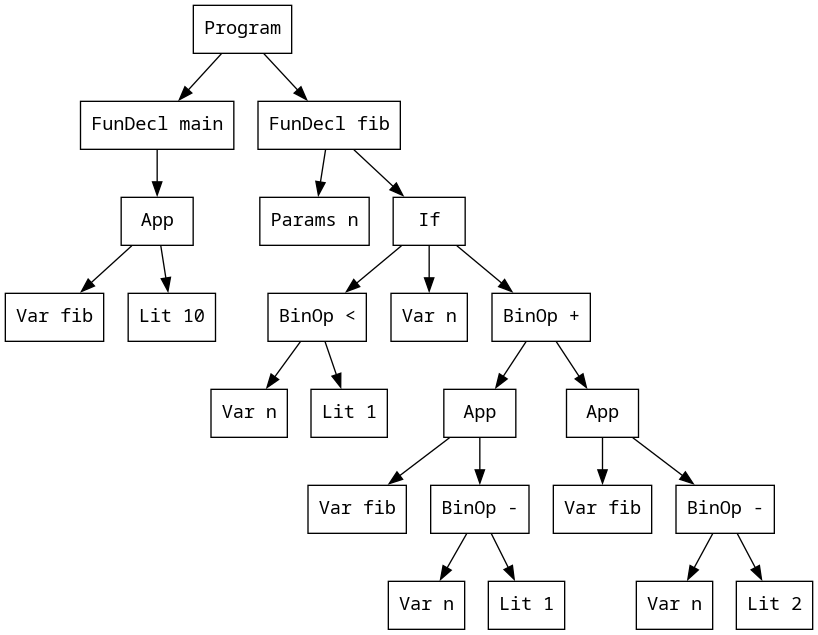 Program
FunDecl main
FunDecl fib
App
Params n
If
Var fib
Lit 10
BinOp <
Var n
BinOp +
Var n
Lit 1
App
App
Var fib
BinOp -
Var fib
BinOp -
Var n
Lit 1
Var n
Lit 2